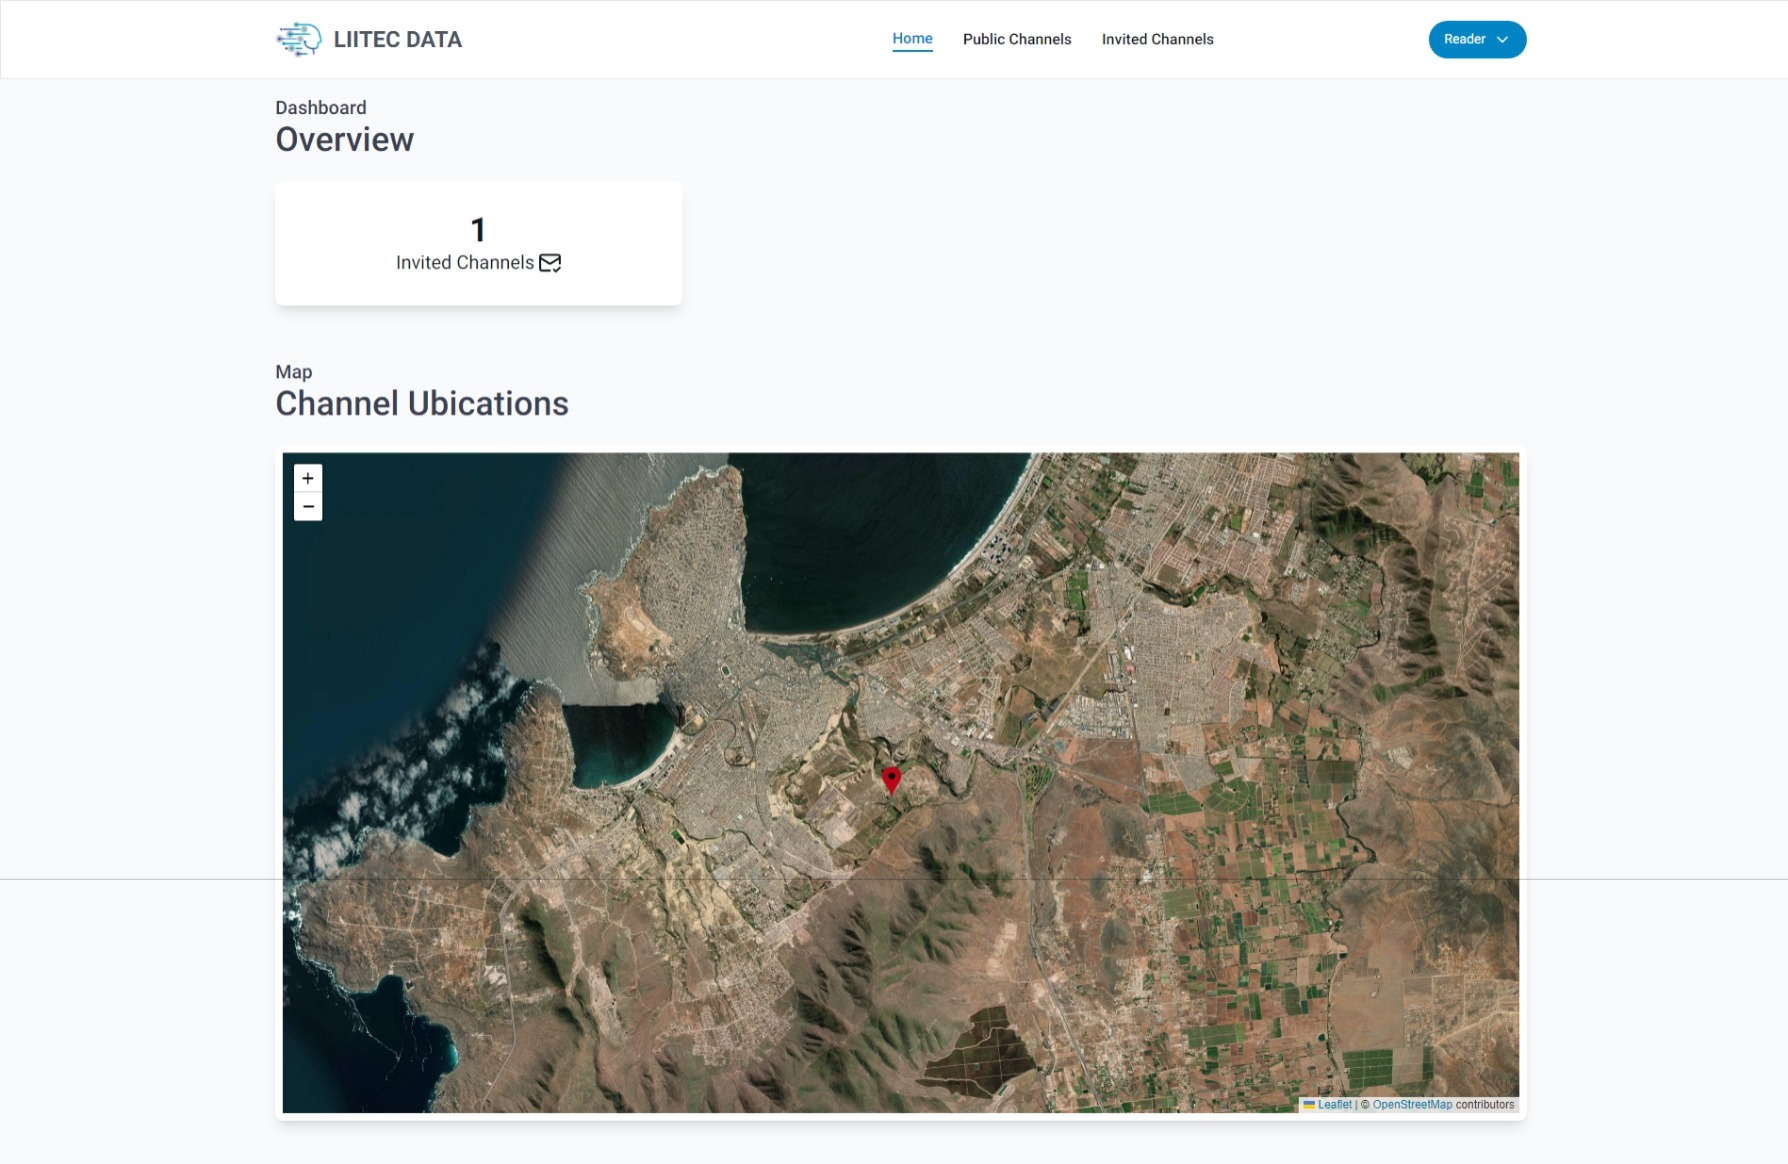 LIITEC DATA
Home
Public Channels
Invited Channels
Reader
Dashboard
Overview
1
Invited Channels
Map
Channel Ubications
+
−
Leaflet | © OpenStreetMap contributors